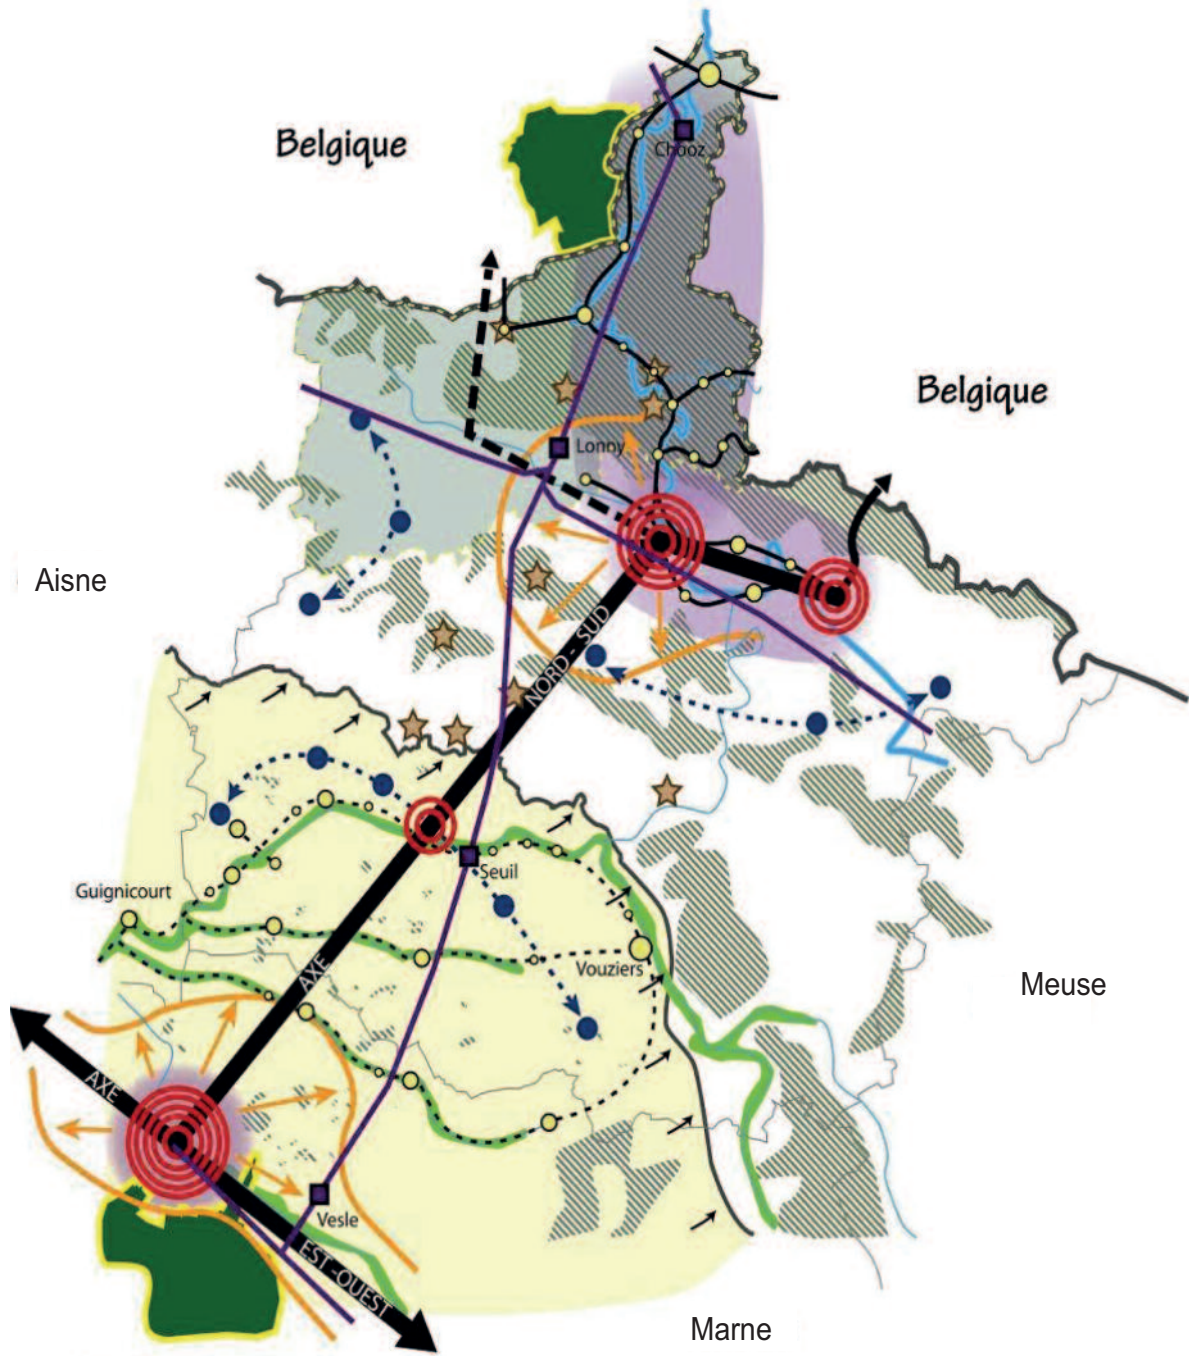 Belgique
Chooz
Belgique
Lonny
Aisne
NORD - SUD
Seuil
Guignicourt
Vouziers
AXE
Meuse
AXE
Vesle
EST -OUEST
Marne